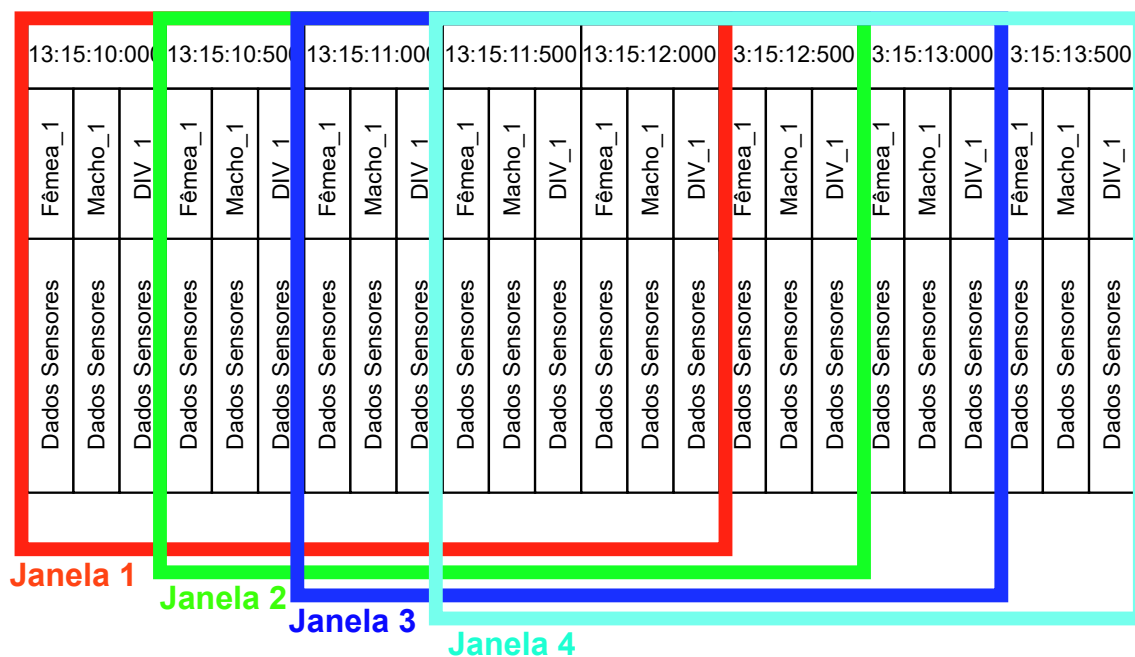 13:15:10:000 13:15:10:500 13:15:11:000 13:15:11:500 13:15:12:000 3:15:12:500 3:15:13:000 3:15:13:500
Fêmea_1 Macho_1 DIV_1 Fêmea_1 Macho_1 DIV_1 Fêmea_1 Macho_1 DIV_1 Fêmea_1 Macho_1 DIV_1 Fêmea_1 Macho_1 DIV_1 Fêmea_1 Macho_1 DIV_1 Fêmea_1 Macho_1 DIV_1 Fêmea_1 Macho_1 DIV_1
Dados Sensores Dados Sensores Dados Sensores Dados Sensores Dados Sensores Dados Sensores Dados Sensores Dados Sensores Dados Sensores Dados Sensores Dados Sensores Dados Sensores Dados Sensores Dados Sensores Dados Sensores Dados Sensores Dados Sensores Dados Sensores Dados Sensores Dados Sensores Dados Sensores Dados Sensores Dados Sensores Dados Sensores
Janela 1
Janela 2
Janela 3
Janela 4